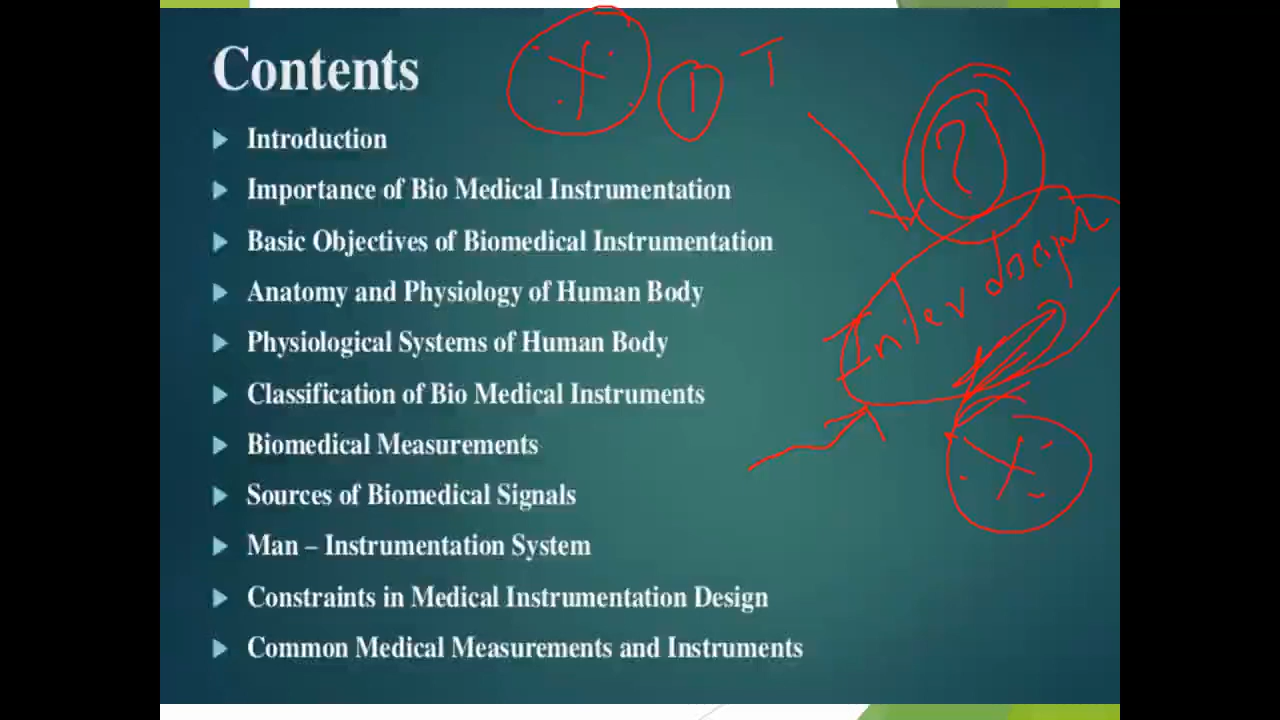 Contents
Introduction
Importance of Bio Medical Instrumentation
Basic Objectives of Biomedical Instrumentation
Anatomy and Physiology of Human Body
Physiological Systems of Human Body
Classification of Bio Medical Instruments
Biomedical Measurements
Sources of Biomedical Signals
Man – Instrumentation System
Constraints in Medical Instrumentation Design
Common Medical Measurements and Instruments